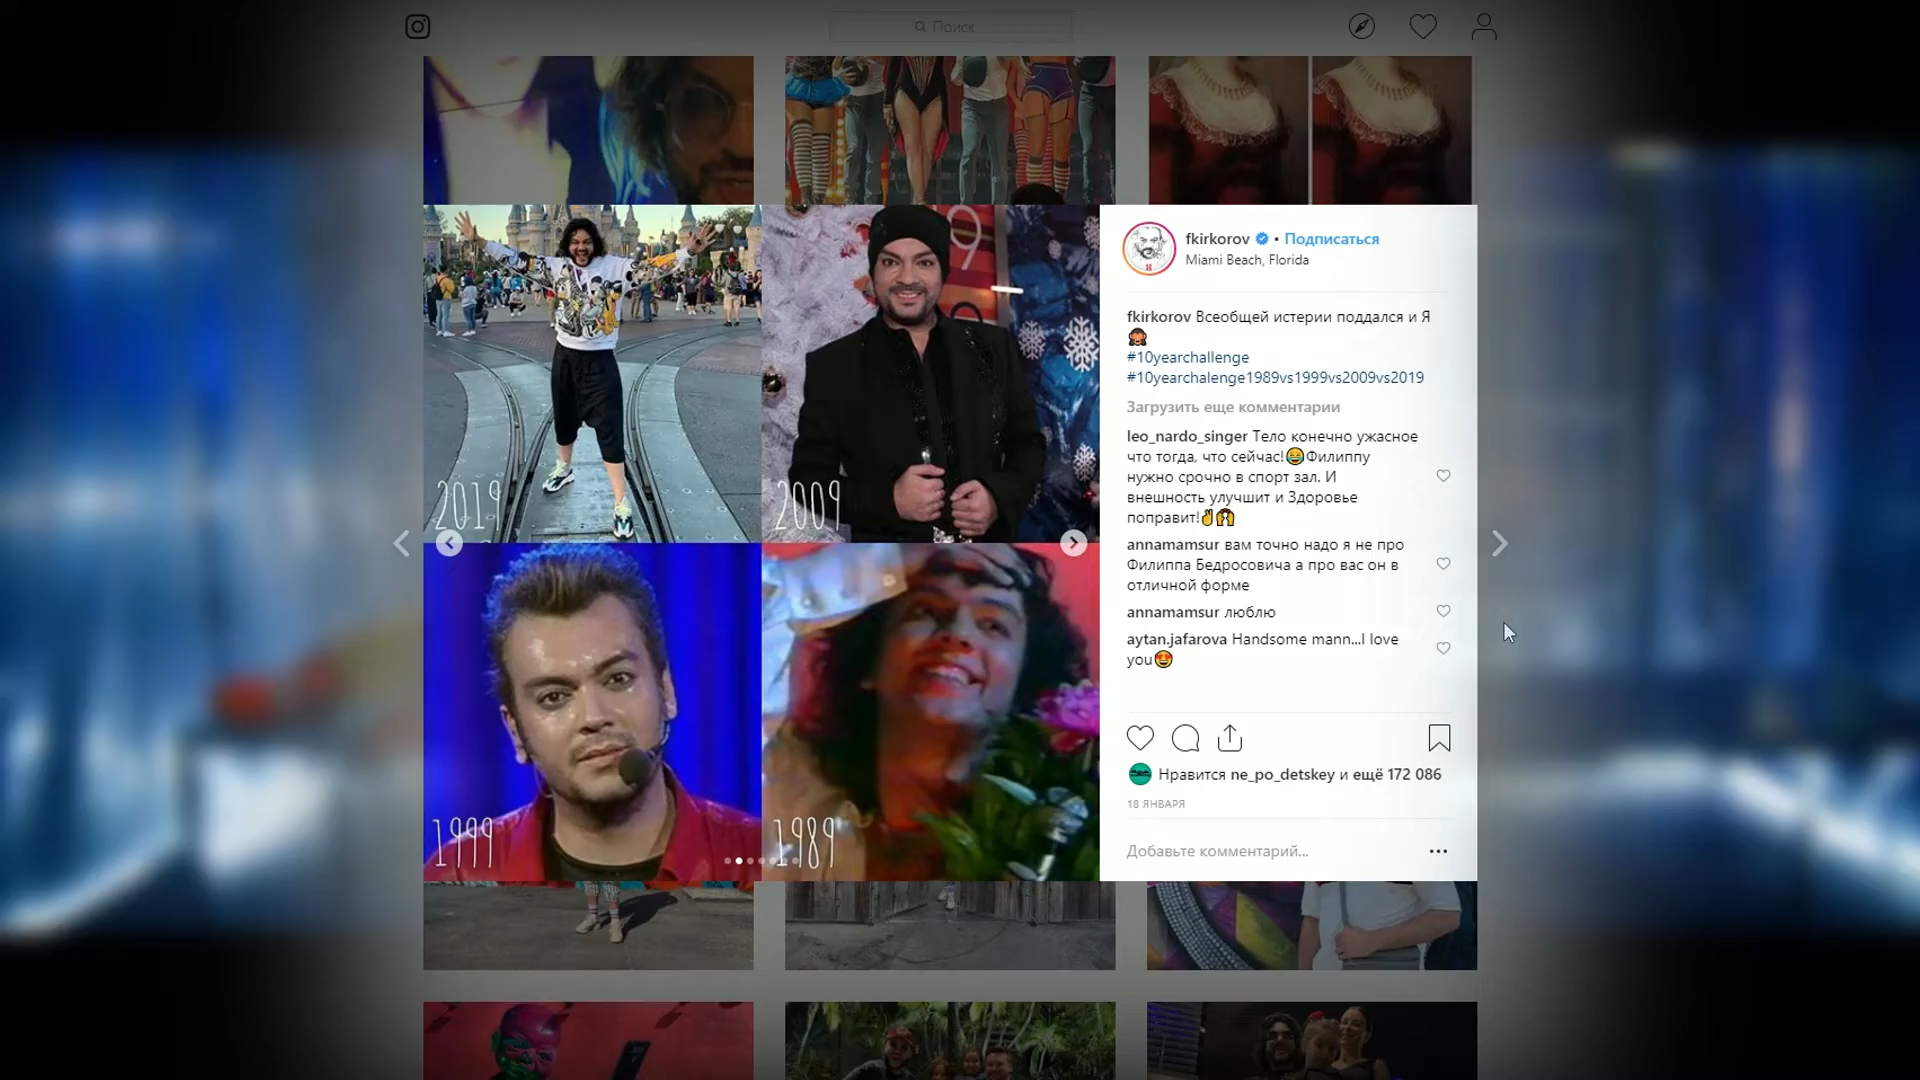 Поиск
2019
2009
9
1999
1989
fkirkorov • Подписаться
Miami Beach, Florida
fkirkorov Всеобщей истерии поддался и Я
🙊
#10yearchallenge
#10yearchalenge1989vs1999vs2009vs2019
Загрузить еще комментарии
leo_nardo_singer Тело конечно ужасное
что тогда, что сейчас!😂Филиппу
нужно срочно в спорт зал. И
внешность улучшит и Здоровье
поправит!✌🙌
annamamsur вам точно надо я не про
Филиппа Бедросовича а про вас он в
отличной форме
annamamsur люблю
aytan.jafarova Handsome mann...I love
you😍
Нравится ne_po_detskey и ещё 172 086
18 ЯНВАРЯ
Добавьте комментарий...